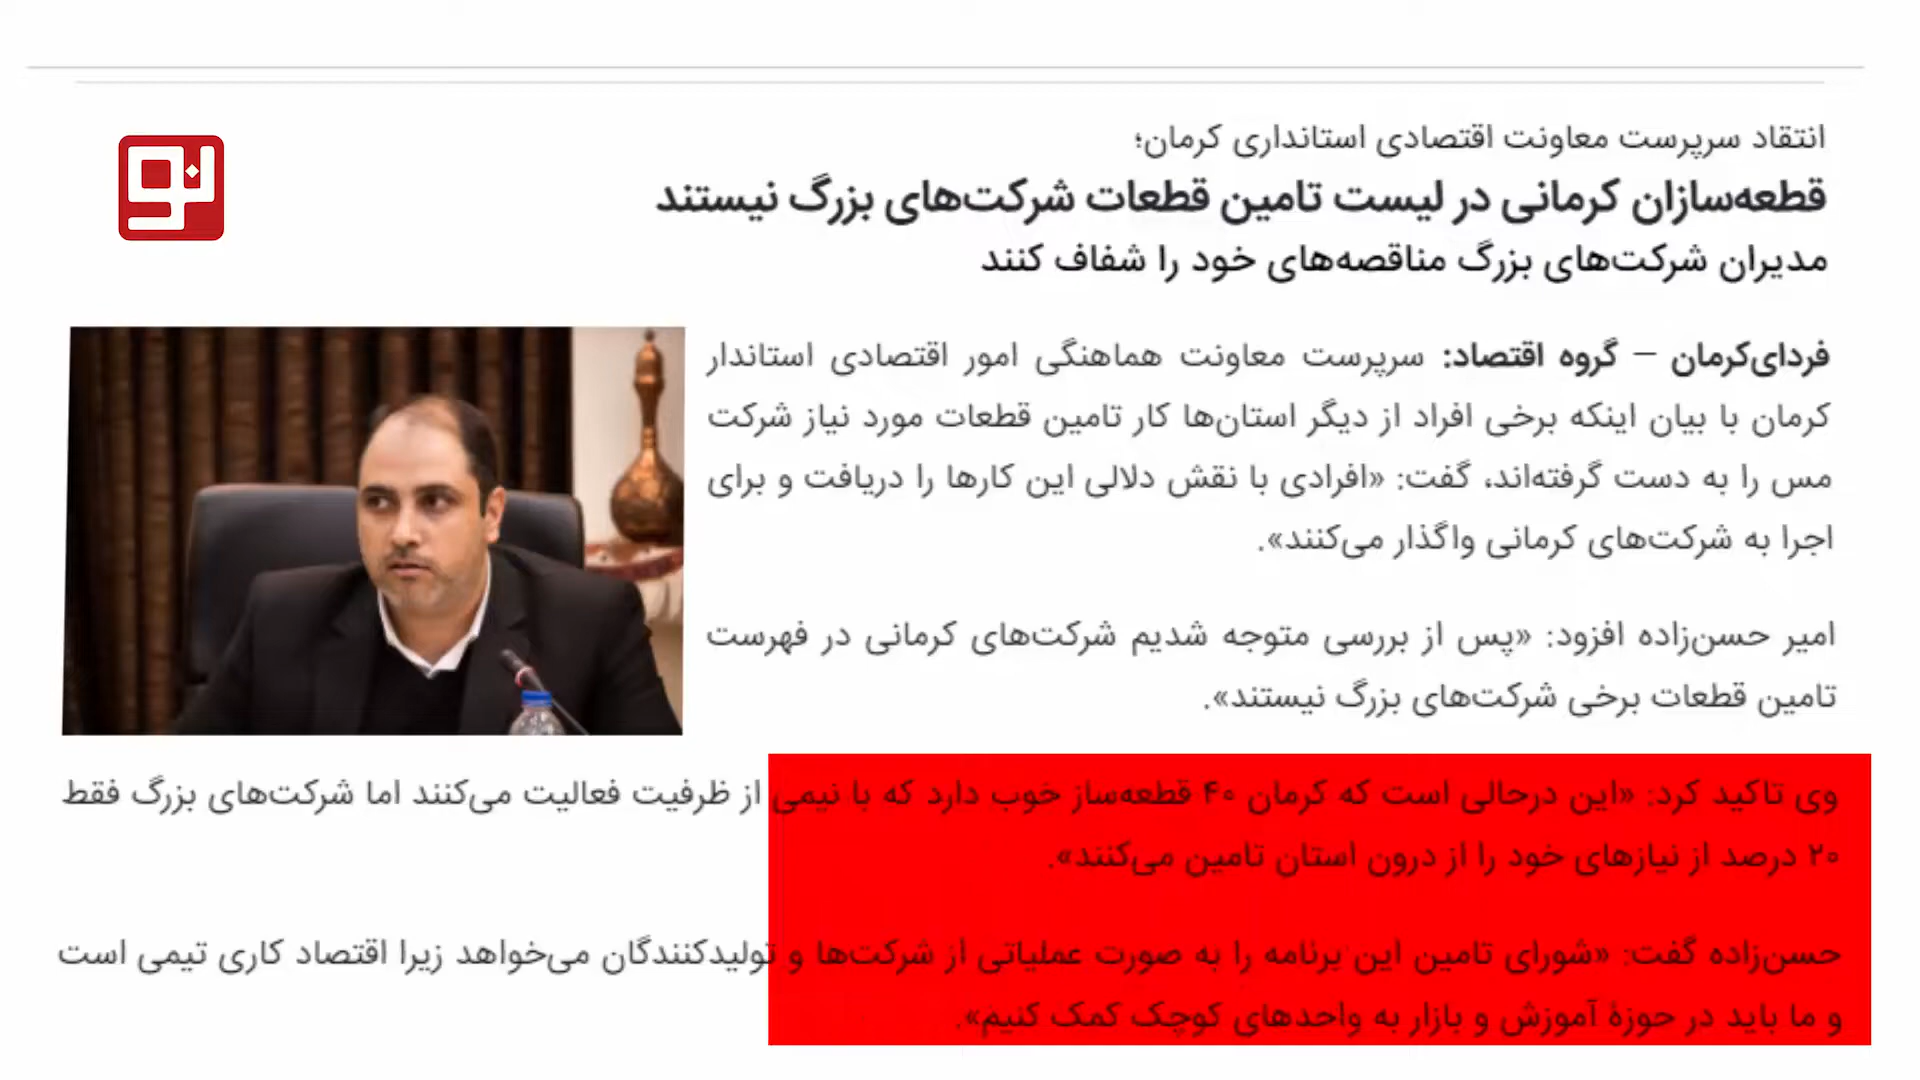 انتقاد سرپرست معاونت اقتصادی استانداری کرمان؛
قطعه‌سازان کرمانی در لیست تامین قطعات شرکت‌های بزرگ نیستند
مدیران شرکت‌های بزرگ مناقصه‌های خود را شفاف کنند
فردای‌کرمان – گروه اقتصاد: سرپرست معاونت هماهنگی امور اقتصادی استاندار
کرمان با بیان اینکه برخی افراد از دیگر استان‌ها کار تامین قطعات مورد نیاز شرکت
مس را به دست گرفته‌اند، گفت: «افرادی با نقش دلالی این کارها را دریافت و برای
اجرا به شرکت‌های کرمانی واگذار می‌کنند».
امیر حسن‌زاده افزود: «پس از بررسی متوجه شدیم شرکت‌های کرمانی در فهرست
تامین قطعات برخی شرکت‌های بزرگ نیستند».
وی تاکید کرد: «این درحالی است که کرمان ۴۰ قطعه‌ساز خوب دارد که با نیمی از ظرفیت فعالیت می‌کنند اما شرکت‌های بزرگ فقط
۲۰ درصد از نیازهای خود را از درون استان تامین می‌کنند».
حسن‌زاده گفت: «شورای تامین این برنامه را به صورت عملیاتی از شرکت‌ها و تولیدکنندگان می‌خواهد زیرا اقتصاد کاری تیمی است
و ما باید در حوزهٔ آموزش و بازار به واحدهای کوچک کمک کنیم».